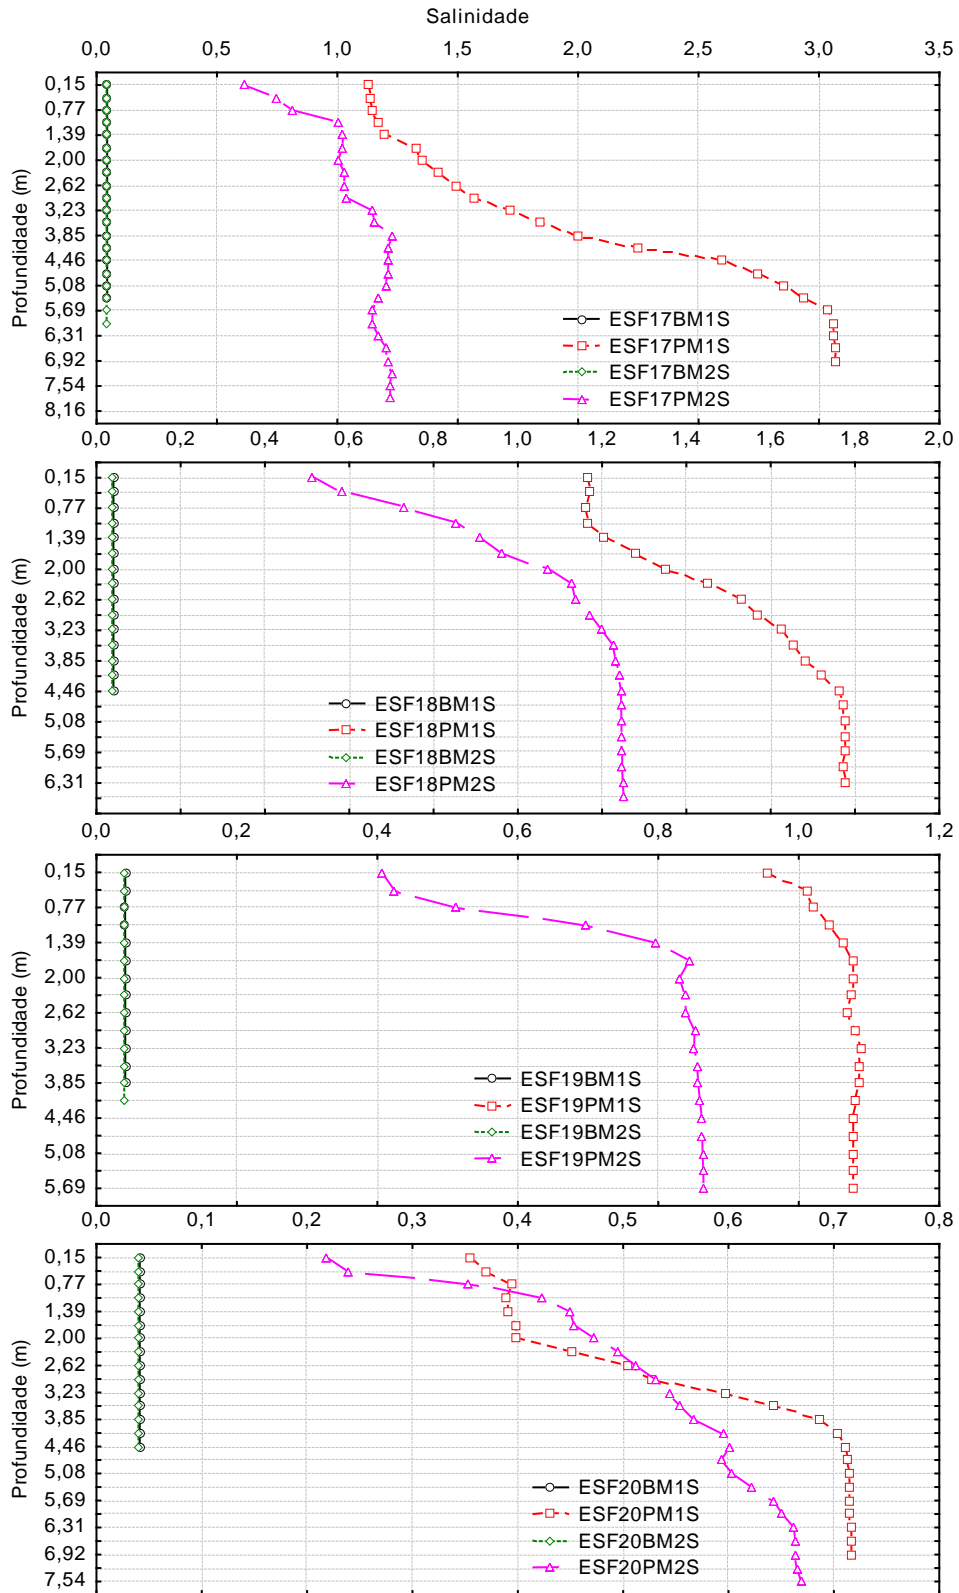 Salinidade
0,0 0,5 1,0 1,5 2,0 2,5 3,0 3,5
0,15
0,77
1,39
2,00
2,62
3,23
3,85
4,46
5,08
5,69
6,31
6,92
7,54
8,16
Profundidade (m)
ESF17BM1S
ESF17PM1S
ESF17BM2S
ESF17PM2S
0,0 0,2 0,4 0,6 0,8 1,0 1,2 1,4 1,6 1,8 2,0
0,15
0,77
1,39
2,00
2,62
3,23
3,85
4,46
5,08
5,69
6,31
Profundidade (m)
ESF18BM1S
ESF18PM1S
ESF18BM2S
ESF18PM2S
0,0 0,2 0,4 0,6 0,8 1,0 1,2
0,15
0,77
1,39
2,00
2,62
3,23
3,85
4,46
5,08
5,69
Profundidade (m)
ESF19BM1S
ESF19PM1S
ESF19BM2S
ESF19PM2S
0,0 0,1 0,2 0,3 0,4 0,5 0,6 0,7 0,8
0,15
0,77
1,39
2,00
2,62
3,23
3,85
4,46
5,08
5,69
6,31
6,92
7,54
Profundidade (m)
ESF20BM1S
ESF20PM1S
ESF20BM2S
ESF20PM2S